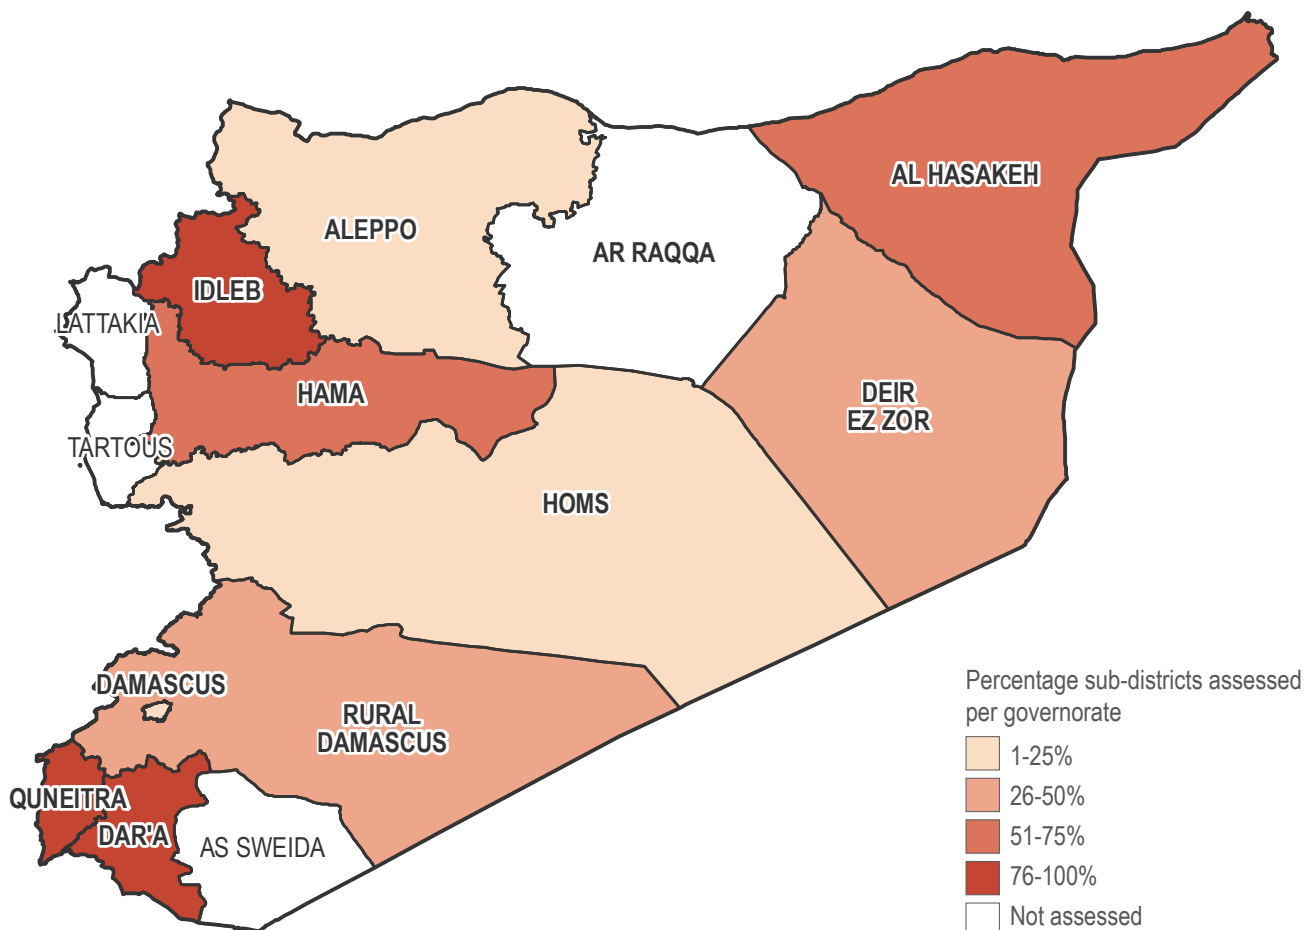 AL HASAKEH
ALEPPO
AR RAQQA
IDLEB
LATTAKIA
HAMA
DEIR
EZ ZOR
TARTOUS
HOMS
DAMASCUS
RURAL
DAMASCUS
QUNEITRA
DAR'A
AS SWEIDA
Percentage sub-districts assessed
per governorate
1-25%
26-50%
51-75%
76-100%
Not assessed